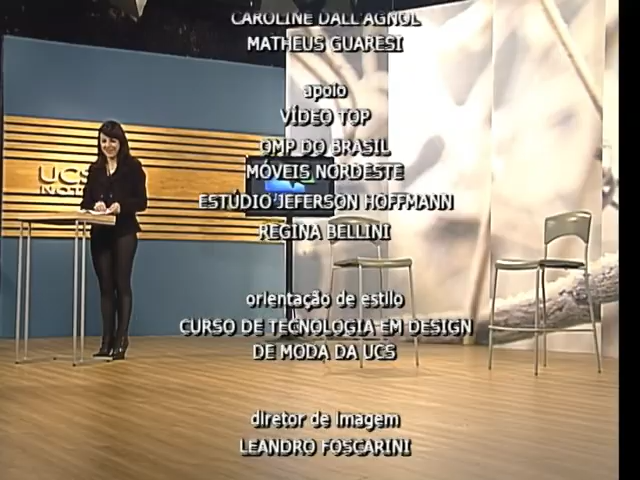 CAROLINE DALL'AGNOL
MATHEUS GUARESI
apoio
VÍDEO TOP
OMP DO BRASIL
MÓVEIS NORDESTE
ESTÚDIO JEFERSON HOFFMANN
REGINA BELLINI
orientação de estilo
CURSO DE TECNOLOGIA EM DESIGN
DE MODA DA UCS
diretor de imagem
LEANDRO FOSCARINI
UCS